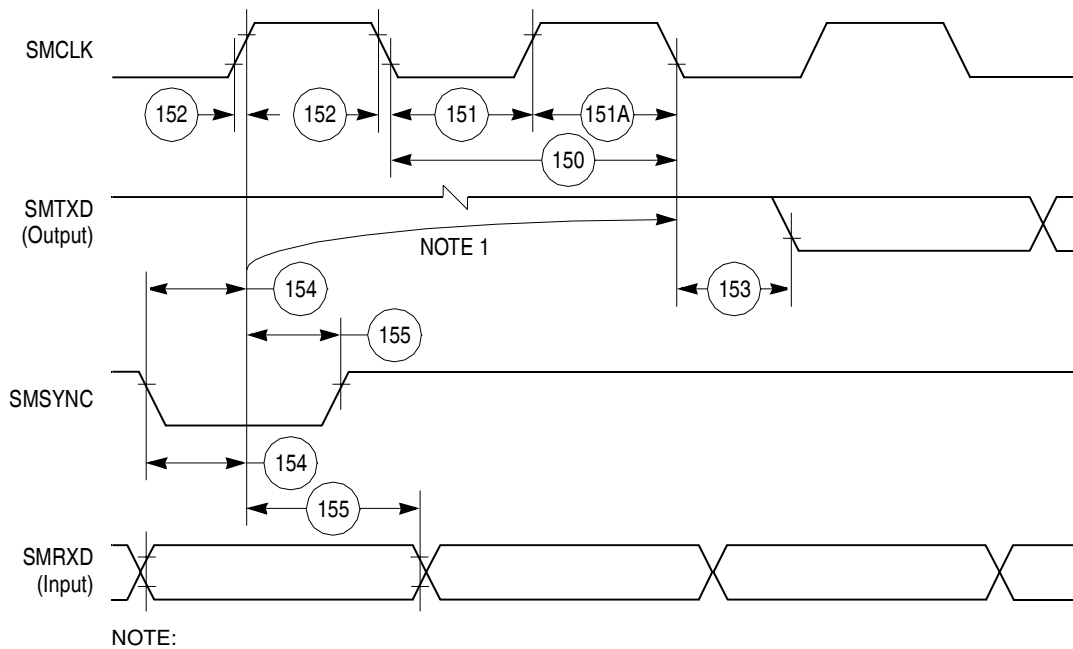 SMCLK
152
152
151
151A
150
SMTXD
(Output)
NOTE 1
154
153
155
SMSYNC
154
155
SMRXD
(Input)
NOTE: